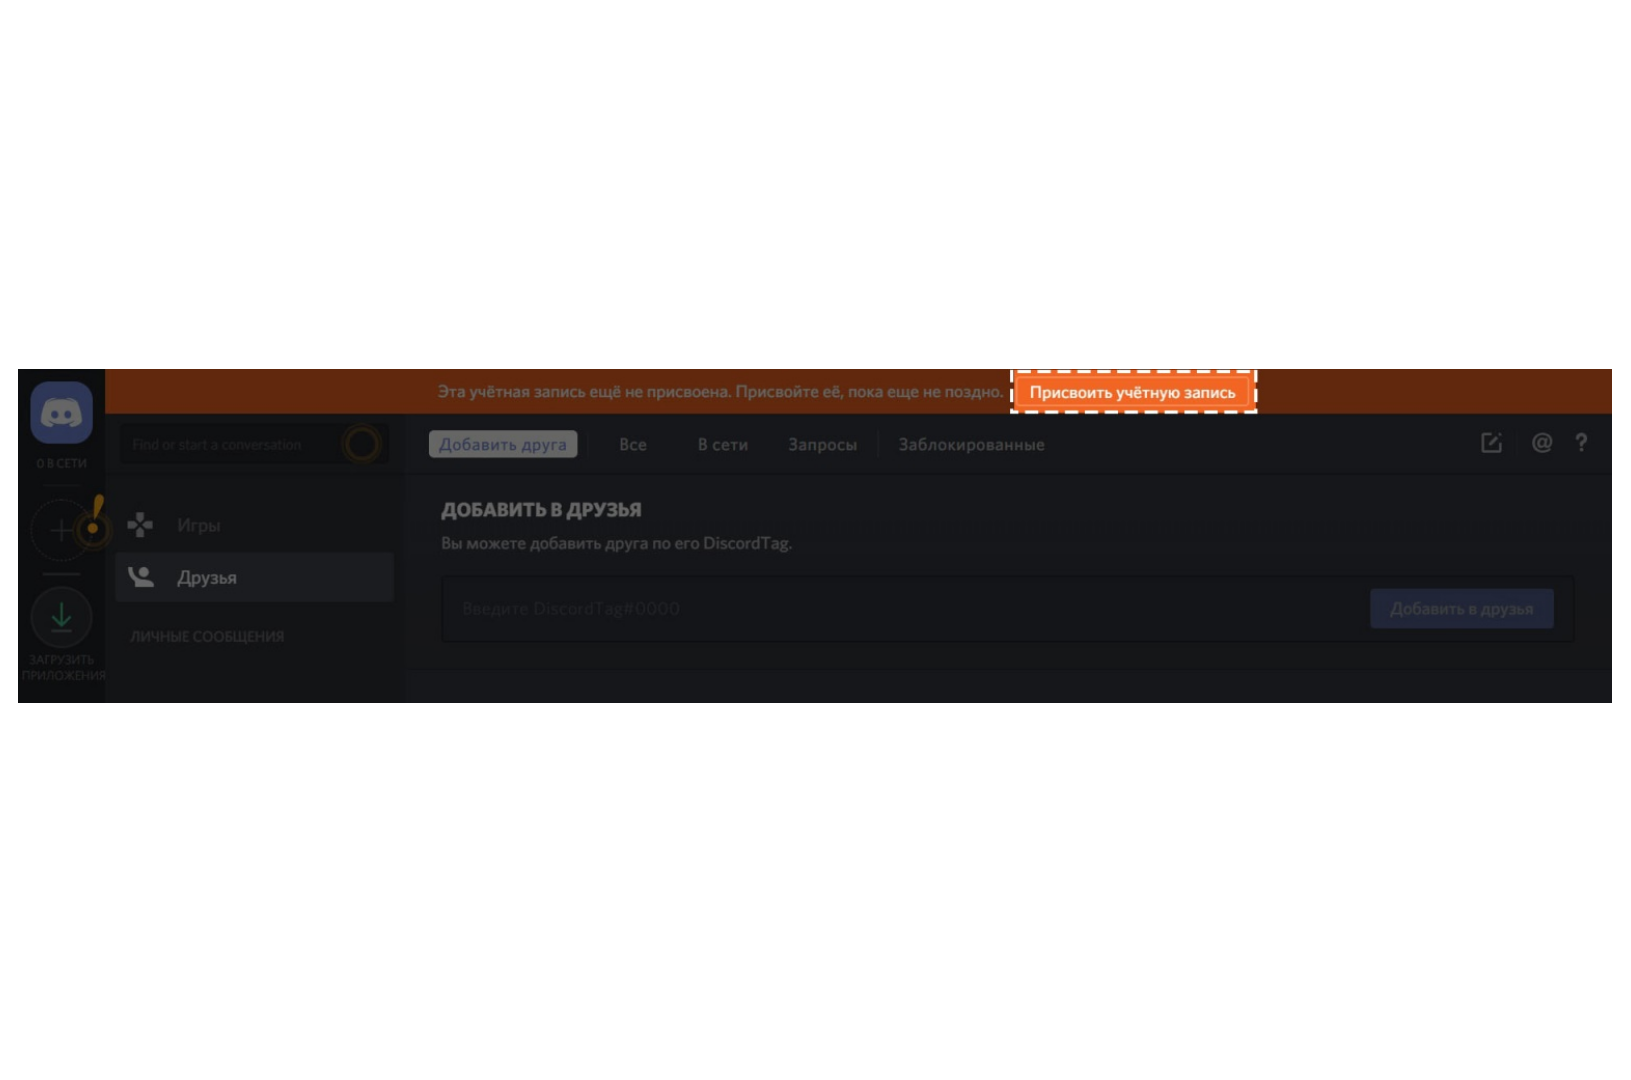 Эта учётная запись ещё не присвоена. Присвойте её, пока еще не поздно. Присвоить учётную запись
Find or start a conversation
Добавить друга Все В сети Запросы Заблокированные @ ?
0 В СЕТИ
Игры
Друзья
ЛИЧНЫЕ СООБЩЕНИЯ
ЗАГРУЗИТЬ
ПРИЛОЖЕНИЯ
ДОБАВИТЬ В ДРУЗЬЯ
Вы можете добавить друга по его DiscordTag.
Введите DiscordTag#0000
Добавить в друзья